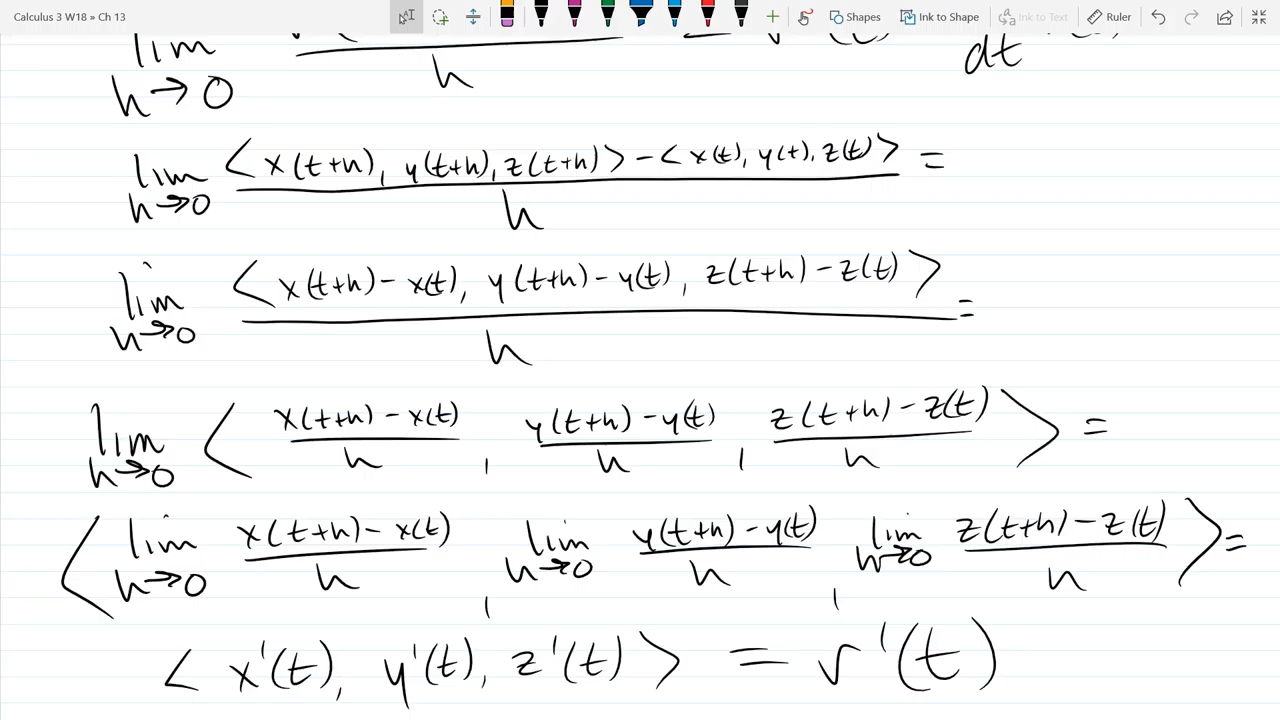 Calculus 3 W18 » Ch 13
Shapes Ink to Shape Ink to Text Ruler
lim
h→0 h dt
lim h→0 <x(t+h), y(t+h), z(t+h)> - <x(t), y(t), z(t)> / h =
lim h→0 <x(t+h) - x(t), y(t+h) - y(t), z(t+h) - z(t)> / h =
lim h→0 < x(t+h) - x(t) / h , y(t+h) - y(t) / h , z(t+h) - z(t) / h > =
< lim h→0 x(t+h) - x(t) / h , lim h→0 y(t+h) - y(t) / h , lim h→0 z(t+h) - z(t) / h > =
< x'(t), y'(t), z'(t) > = r'(t)